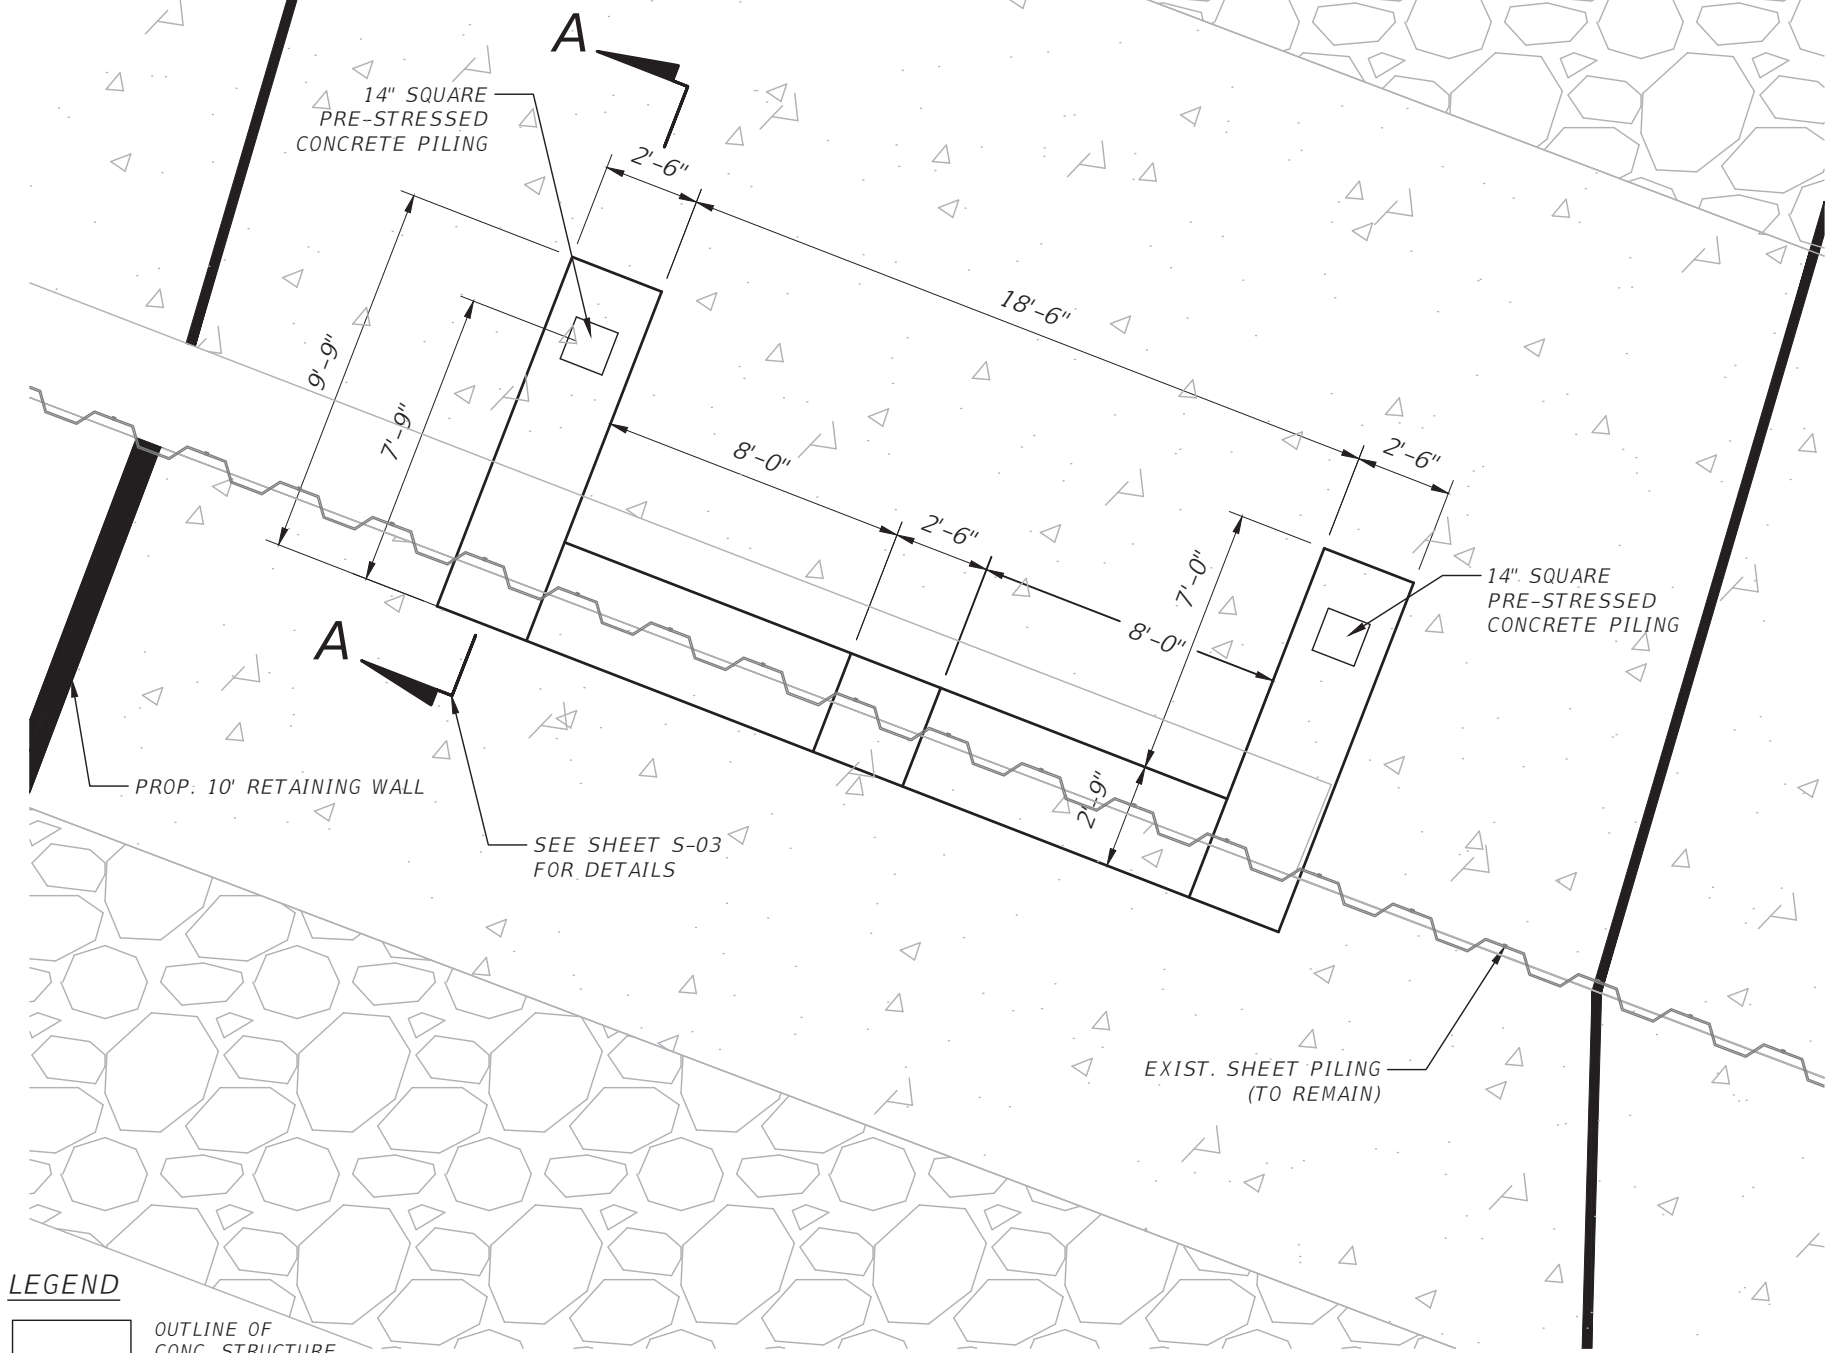 A
14" SQUARE
PRE-STRESSED
CONCRETE PILING
2'-6"
18'-6"
9'-9"
7'-9"
8'-0"
2'-6"
2'-6"
7'-0"
8'-0"
14" SQUARE
PRE-STRESSED
CONCRETE PILING
A
2'-9"
PROP. 10' RETAINING WALL
SEE SHEET S-03
FOR DETAILS
EXIST. SHEET PILING
(TO REMAIN)
LEGEND
OUTLINE OF
CONC. STRUCTURE